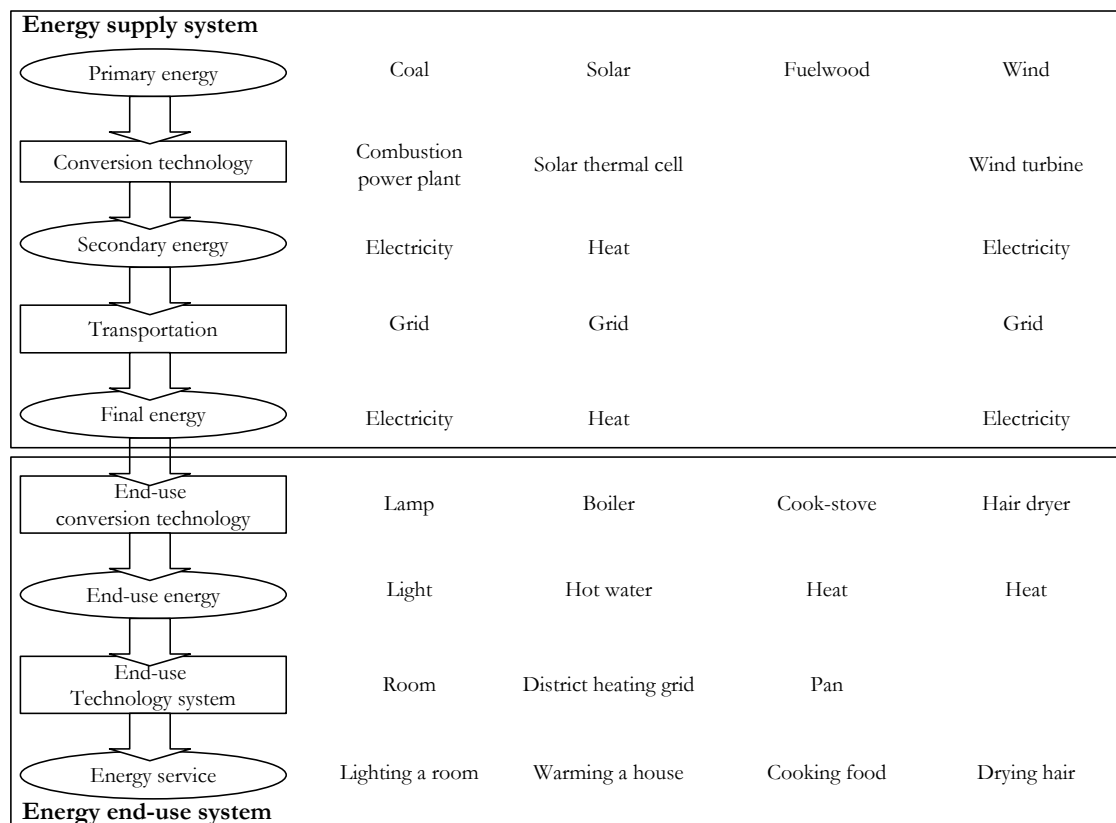 Energy supply system
Primary energy Coal Solar Fuelwood Wind
Conversion technology Combustion power plant Solar thermal cell Wind turbine
Secondary energy Electricity Heat Electricity
Transportation Grid Grid Grid
Final energy Electricity Heat Electricity
End-use
conversion technology Lamp Boiler Cook-stove Hair dryer
End-use energy Light Hot water Heat Heat
End-use
Technology system Room District heating grid Pan
Energy service Lighting a room Warming a house Cooking food Drying hair
Energy end-use system